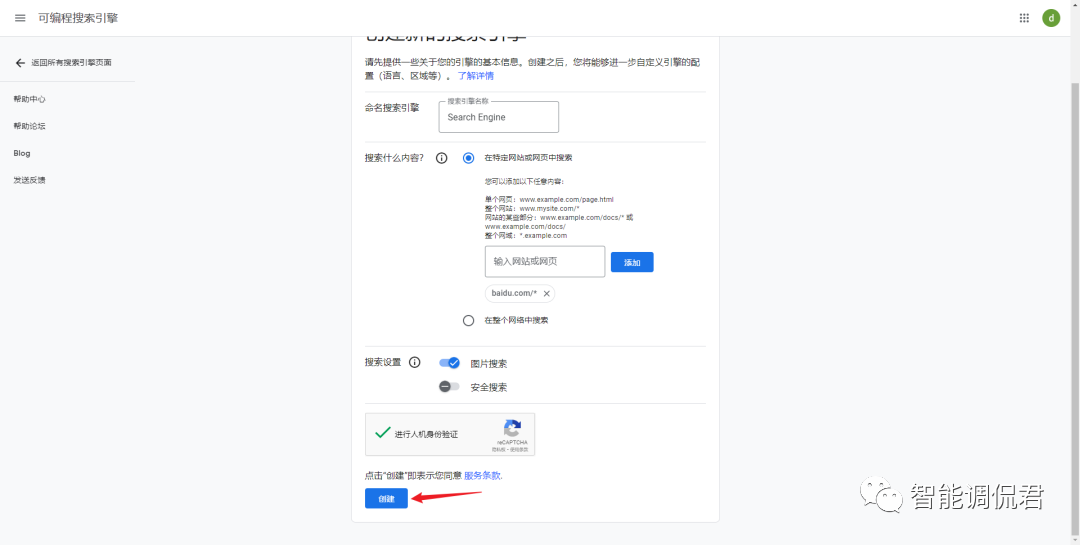 可编程搜索引擎
d
创建新的搜索引擎
返回所有搜索引擎页面
帮助中心
帮助论坛
Blog
发送反馈
请先提供一些关于您的引擎的基本信息。创建之后，您将能够进一步自定义引擎的配
置（语言、区域等）。 了解详情
命名搜索引擎
搜索引擎名称
Search Engine
搜索什么内容？
在特定网站或网页中搜索
您可以添加以下任意内容：
单个网页：www.example.com/page.html
整个网站：www.mysite.com/*
网站的某些部分：www.example.com/docs/* 或
www.example.com/docs/
整个网域：*.example.com
输入网站或网页
添加
baidu.com/*
在整个网络中搜索
搜索设置
图片搜索
安全搜索
进行人机身份验证
reCAPTCHA
隐私权 - 使用条款
点击“创建”即表示您同意 服务条款.
创建
智能调侃君